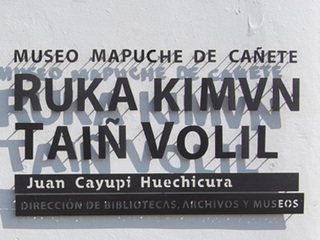 MUSEO MAPUCHE DE CAÑETE
RUKA KIMVN
TAIÑ VOLIL
Juan Cayupi Huechicura
DIRECCIÓN DE BIBLIOTECAS, ARCHIVOS Y MUSEOS